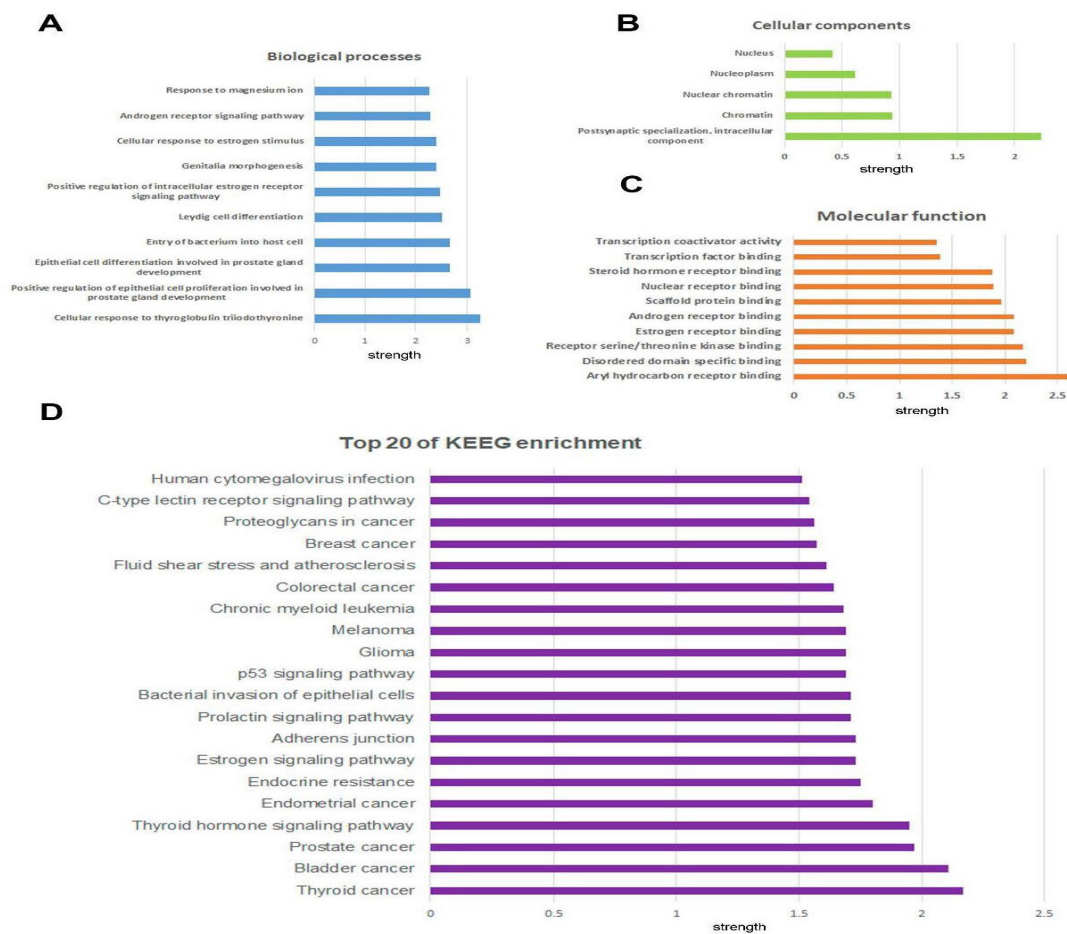 A
Biological processes
Response to magnesium ion
Androgen receptor signaling pathway
Cellular response to estrogen stimulus
Genitalia morphogenesis
Positive regulation of intracellular estrogen receptor
signaling pathway
Leydig cell differentiation
Entry of bacterium into host cell
Epithelial cell differentiation involved in prostate gland
development
Positive regulation of epithelial cell proliferation involved in
prostate gland development
Cellular response to thyroglobulin triiodothyronine
0 1 2 3
strength
B
Cellular components
Nucleus
Nucleoplasm
Nuclear chromatin
Chromatin
Postsynaptic specialization, intracellular
component
0 0.5 1 1.5 2
strength
C
Molecular function
Transcription coactivator activity
Transcription factor binding
Steroid hormone receptor binding
Nuclear receptor binding
Scaffold protein binding
Androgen receptor binding
Estrogen receptor binding
Receptor serine/threonine kinase binding
Disordered domain specific binding
Aryl hydrocarbon receptor binding
0 0.5 1 1.5 2 2.5
strength
D
Top 20 of KEEG enrichment
Human cytomegalovirus infection
C-type lectin receptor signaling pathway
Proteoglycans in cancer
Breast cancer
Fluid shear stress and atherosclerosis
Colorectal cancer
Chronic myeloid leukemia
Melanoma
Glioma
p53 signaling pathway
Bacterial invasion of epithelial cells
Prolactin signaling pathway
Adherens junction
Estrogen signaling pathway
Endocrine resistance
Endometrial cancer
Thyroid hormone signaling pathway
Prostate cancer
Bladder cancer
Thyroid cancer
0 0.5 1 1.5 2 2.5
strength